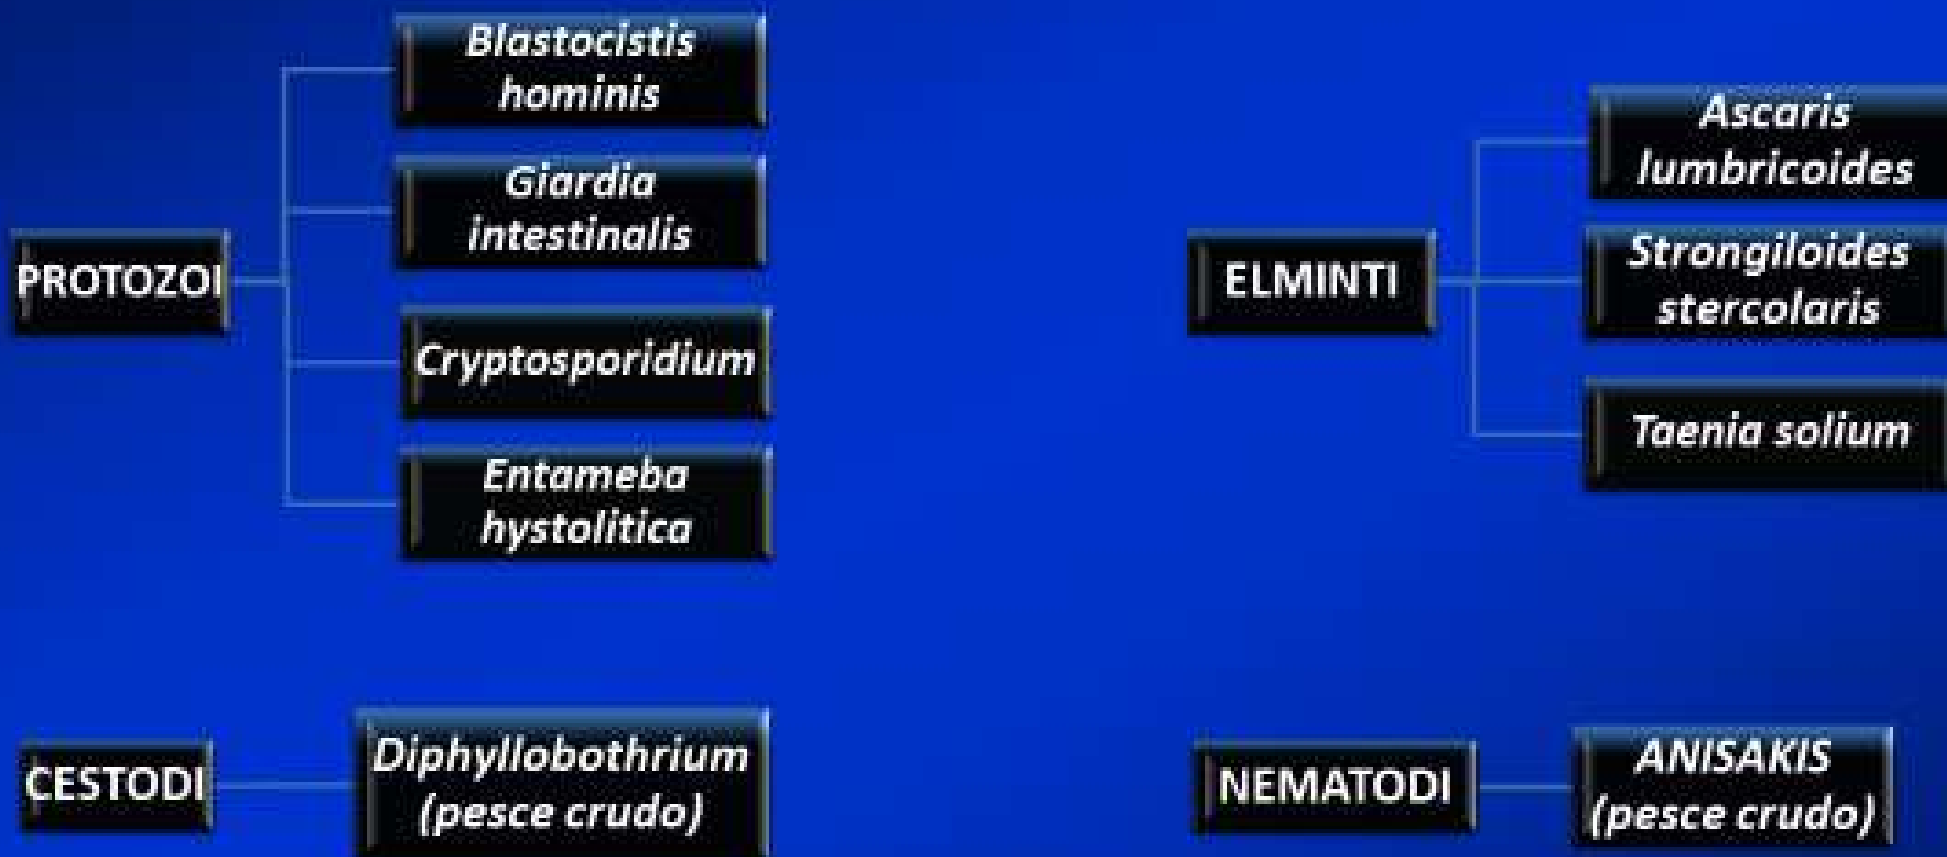 PROTOZOI
Blastocistis
hominis
Giardia
intestinalis
Cryptosporidium
Entameba
hystolitica
ELMINTI
Ascaris
lumbricoides
Strongiloides
stercolaris
Taenia solium
CESTODI
Diphyllobothrium
(pesce crudo)
NEMATODI
ANISAKIS
(pesce crudo)